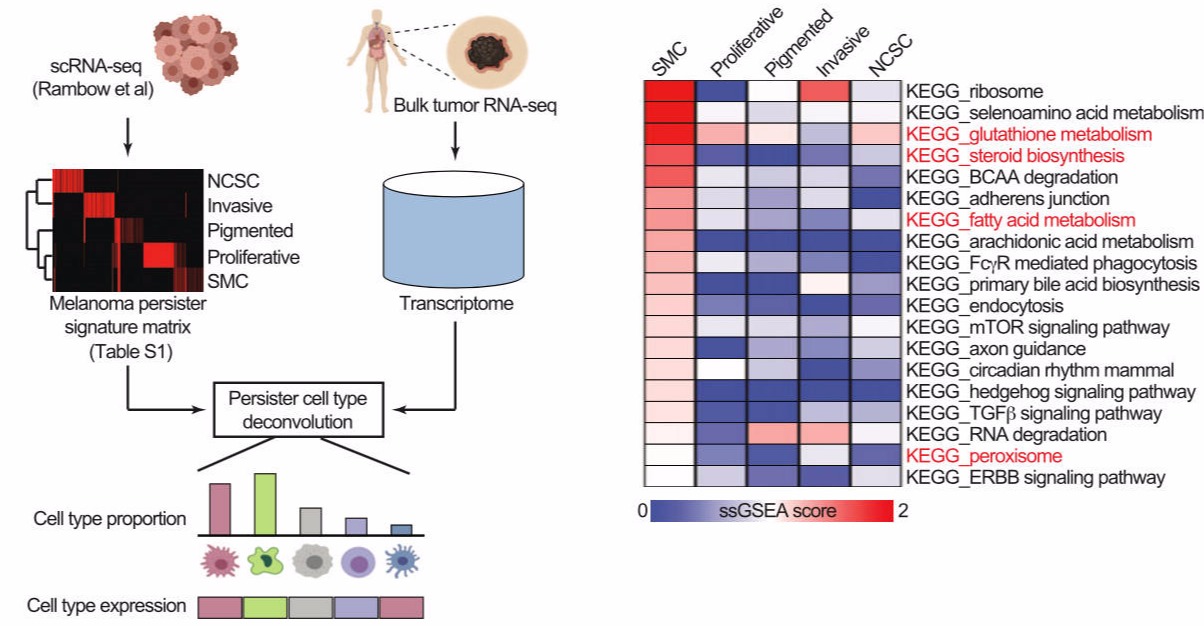 scRNA-seq
(Rambow et al)
Bulk tumor RNA-seq
NCSC
Invasive
Pigmented
Proliferative
SMC
Melanoma persister
signature matrix
(Table S1)
Transcriptome
Persister cell type
deconvolution
Cell type proportion
Cell type expression
SMC
Proliferative
Pigmented
Invasive
NCSC
KEGG_ribosome
KEGG_selenoamino acid metabolism
KEGG_glutathione metabolism
KEGG_steroid biosynthesis
KEGG_BCAA degradation
KEGG_adherens junction
KEGG_fatty acid metabolism
KEGG_arachidonic acid metabolism
KEGG_FcγR mediated phagocytosis
KEGG_primary bile acid biosynthesis
KEGG_endocytosis
KEGG_mTOR signaling pathway
KEGG_axon guidance
KEGG_circadian rhythm mammal
KEGG_hedgehog signaling pathway
KEGG_TGFβ signaling pathway
KEGG_RNA degradation
KEGG_peroxisome
KEGG_ERBB signaling pathway
0 ssGSEA score 2